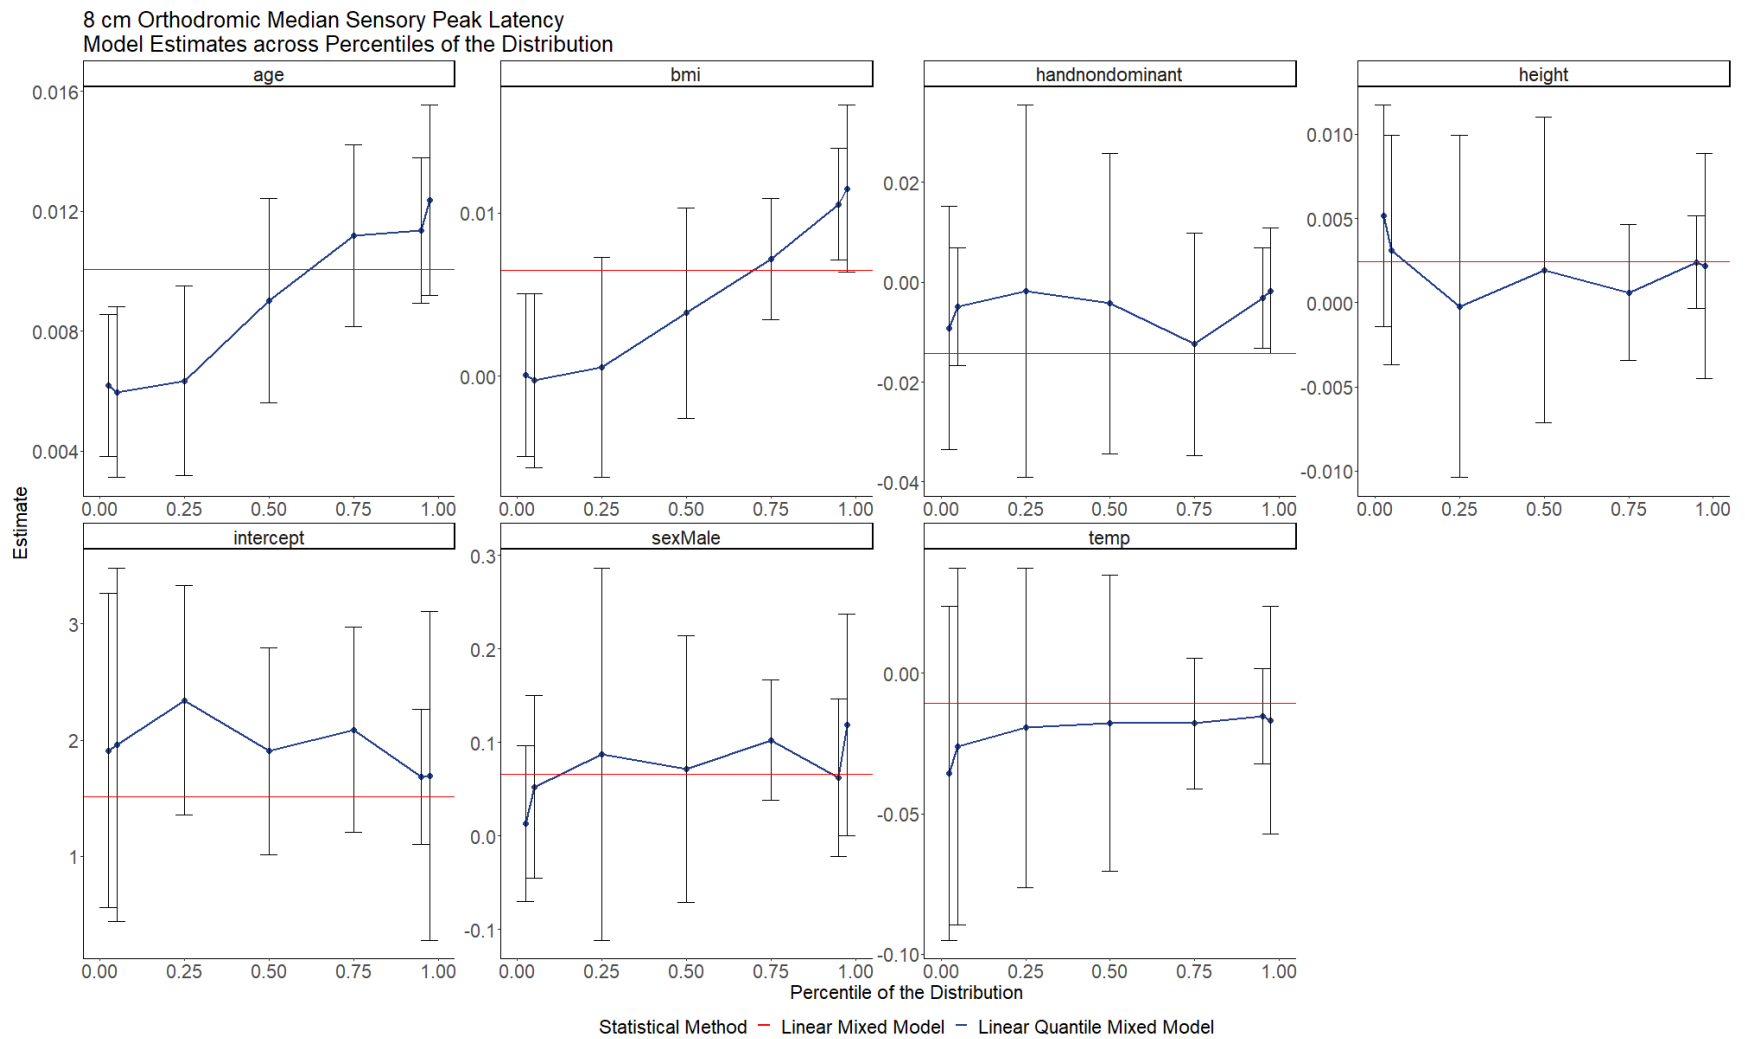 8 cm Orthodromic Median Sensory Peak Latency
Model Estimates across Percentiles of the Distribution
age
bmi
handnondominant
height
0.016
0.012
0.008
0.004
0.01
0.00
0.02
0.00
-0.02
-0.04
0.010
0.005
0.000
-0.005
-0.010
0.00 0.25 0.50 0.75 1.00
0.00 0.25 0.50 0.75 1.00
0.00 0.25 0.50 0.75 1.00
0.00 0.25 0.50 0.75 1.00
Estimate
intercept
sexMale
temp
3
2
1
0.3
0.2
0.1
0.0
-0.1
0.00
-0.05
-0.10
0.00 0.25 0.50 0.75 1.00
0.00 0.25 0.50 0.75 1.00
0.00 0.25 0.50 0.75 1.00
Percentile of the Distribution
Statistical Method Linear Mixed Model Linear Quantile Mixed Model